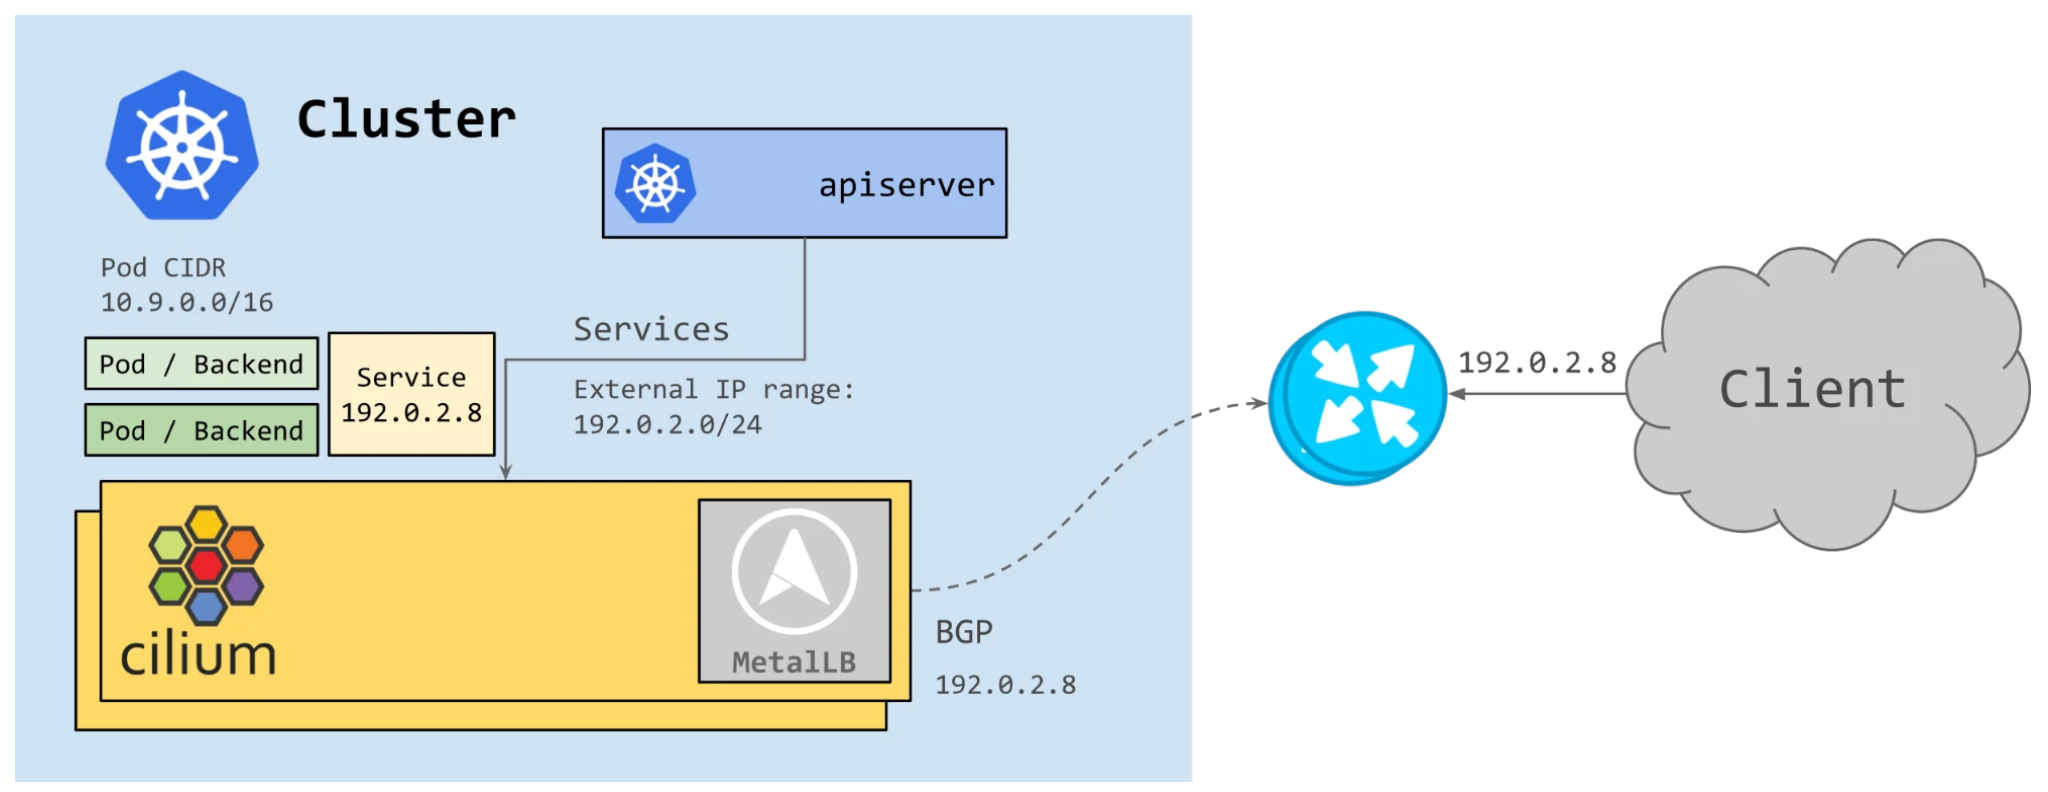 Cluster
apiserver
Pod CIDR
10.9.0.0/16
Pod / Backend
Pod / Backend
Service
192.0.2.8
Services
External IP range:
192.0.2.0/24
cilium
MetalLB
BGP
192.0.2.8
192.0.2.8
Client